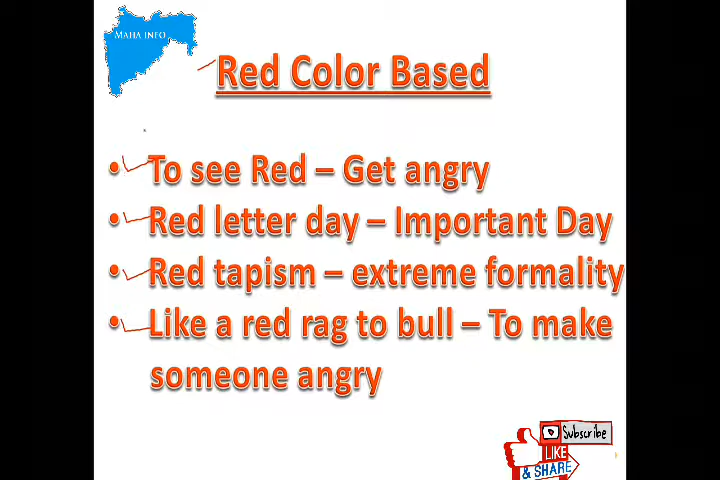 MAHA INFO
Red Color Based
• To see Red – Get angry
• Red letter day – Important Day
• Red tapism – extreme formality
• Like a red rag to bull – To make
someone angry
Subscribe
LIKE
& SHARE